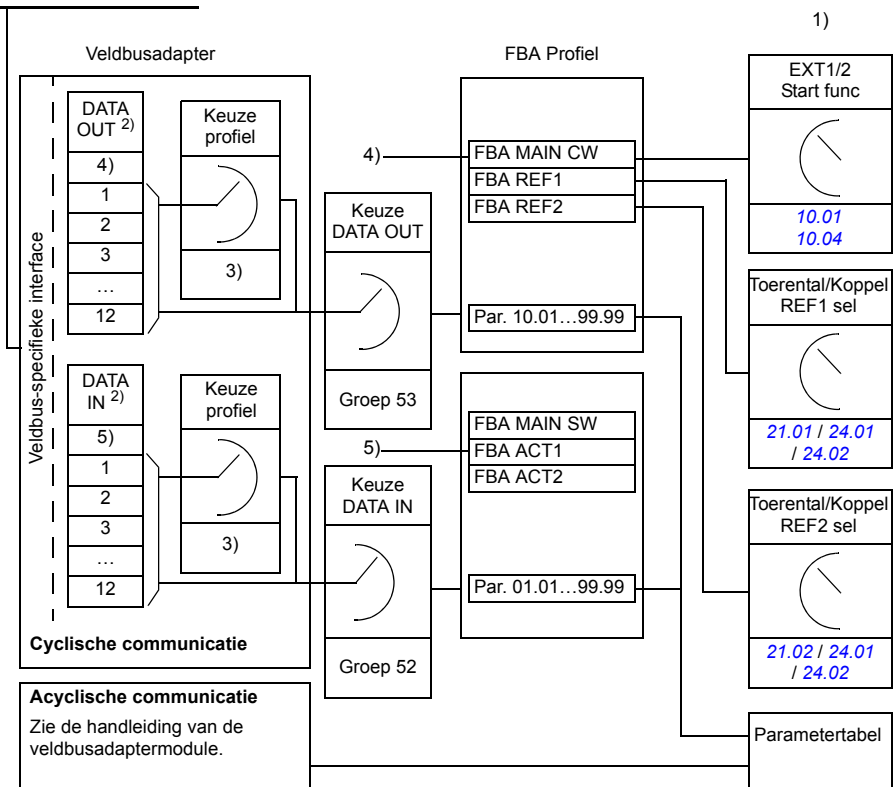 1)
Veldbusadapter
FBA Profiel
Veldbus-specifieke interface
DATA
OUT 2)
4)
1
2
3
…
12
Keuze
profiel
3)
DATA
IN 2)
5)
1
2
3
…
12
Keuze
profiel
3)
Cyclische communicatie
4)
Keuze
DATA OUT
Groep 53
5)
Keuze
DATA IN
Groep 52
FBA MAIN CW
FBA REF1
FBA REF2
Par. 10.01…99.99
FBA MAIN SW
FBA ACT1
FBA ACT2
Par. 01.01…99.99
EXT1/2
Start func
10.01
10.04
Toerental/Koppel
REF1 sel
21.01 / 24.01
/ 24.02
Toerental/Koppel
REF2 sel
21.02 / 24.01
/ 24.02
Acyclische communicatie
Zie de handleiding van de
veldbusadaptermodule.
Parametertabel